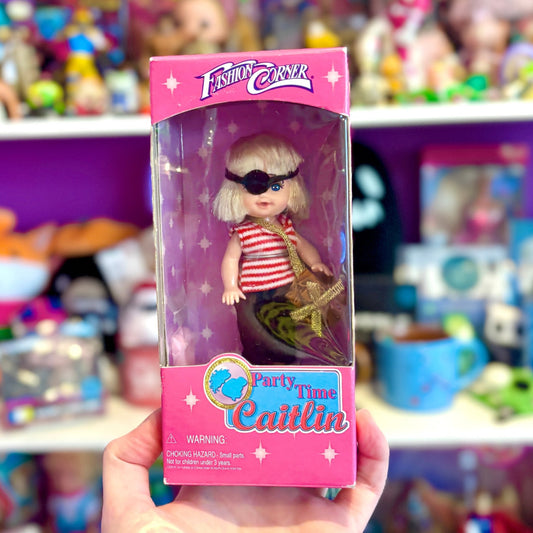 FASHION CORNER
Party
Time
Caitlin
WARNING:
CHOKING HAZARD - Small parts.
Not for children under 3 years.